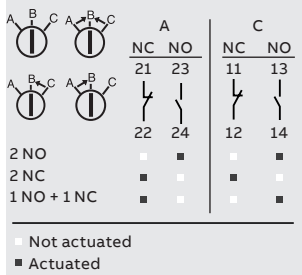 A B C A B C
A C
NC NO NC NO
21 23 11 13
A B C A B C
22 24 12 14
2 NO
2 NC
1 NO + 1 NC
Not actuated
Actuated